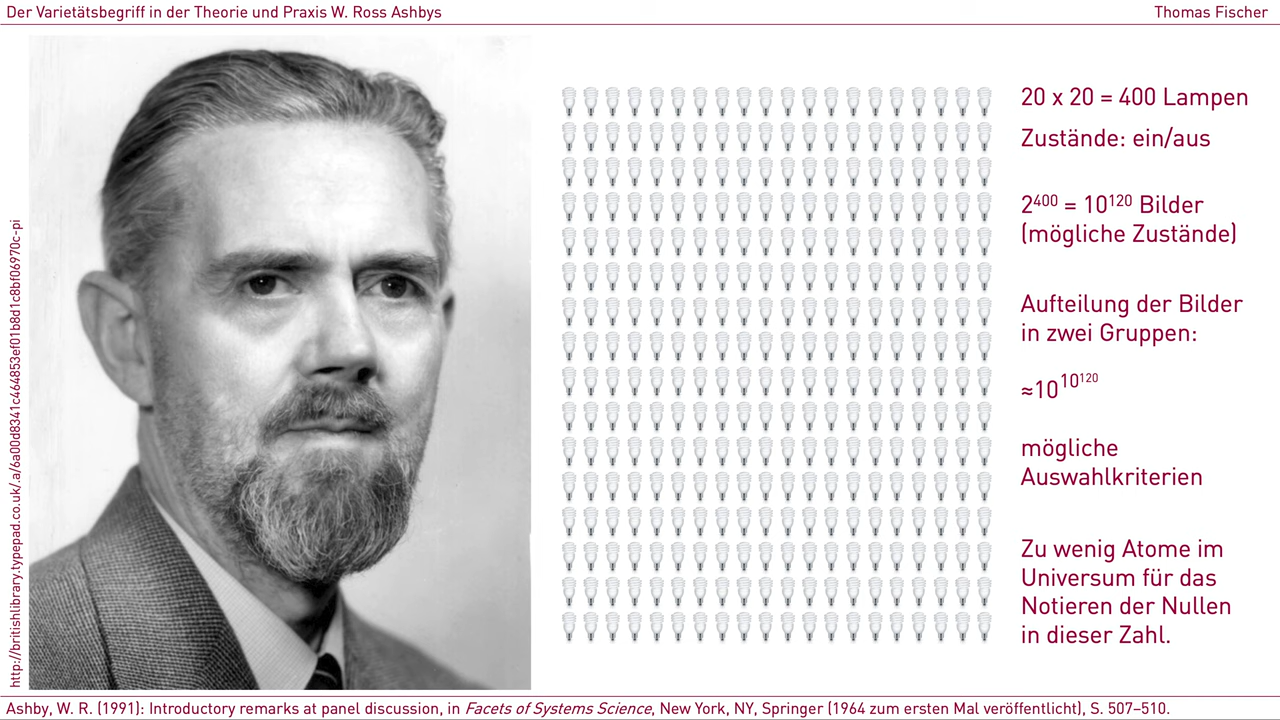 Der Varietätsbegriff in der Theorie und Praxis W. Ross Ashbys
Thomas Fischer
http://britishlibrary.typepad.co.uk/.a/6a00d8341c464853ef01b8d1c8bf06970c-pi
20 x 20 = 400 Lampen
Zustände: ein/aus
2⁴⁰⁰ = 10¹²⁰ Bilder
(mögliche Zustände)
Aufteilung der Bilder
in zwei Gruppen:
≈10^10^120
mögliche
Auswahlkriterien
Zu wenig Atome im
Universum für das
Notieren der Nullen
in dieser Zahl.
Ashby, W. R. (1991): Introductory remarks at panel discussion, in Facets of Systems Science, New York, NY, Springer (1964 zum ersten Mal veröffentlicht), S. 507–510.